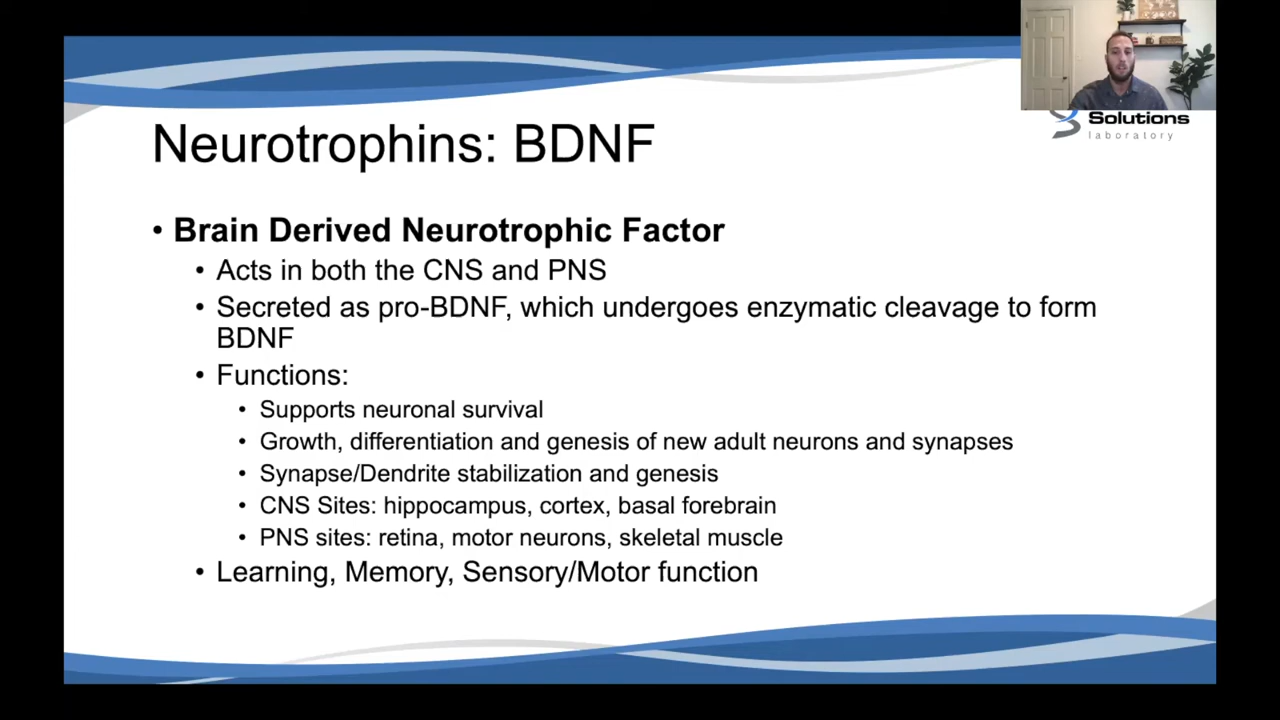 Solutions
laboratory
Neurotrophins: BDNF
• Brain Derived Neurotrophic Factor
• Acts in both the CNS and PNS
• Secreted as pro-BDNF, which undergoes enzymatic cleavage to form
BDNF
• Functions:
• Supports neuronal survival
• Growth, differentiation and genesis of new adult neurons and synapses
• Synapse/Dendrite stabilization and genesis
• CNS Sites: hippocampus, cortex, basal forebrain
• PNS sites: retina, motor neurons, skeletal muscle
• Learning, Memory, Sensory/Motor function